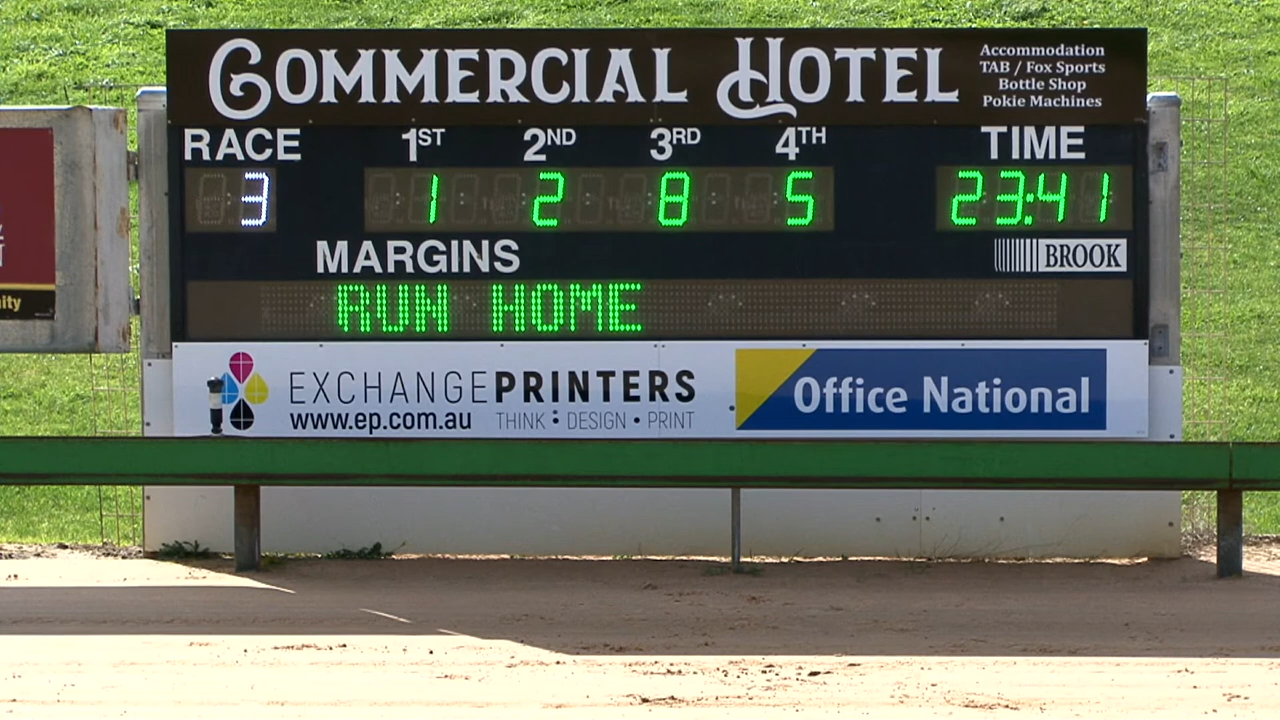 COMMERCIAL HOTEL
Accommodation
TAB / Fox Sports
Bottle Shop
Pokie Machines
RACE 1ST 2ND 3RD 4TH TIME
3 1 2 8 5 23:41
MARGINS
BROOK
RUN HOME
EXCHANGEPRINTERS
www.ep.com.au THINK • DESIGN • PRINT
Office National